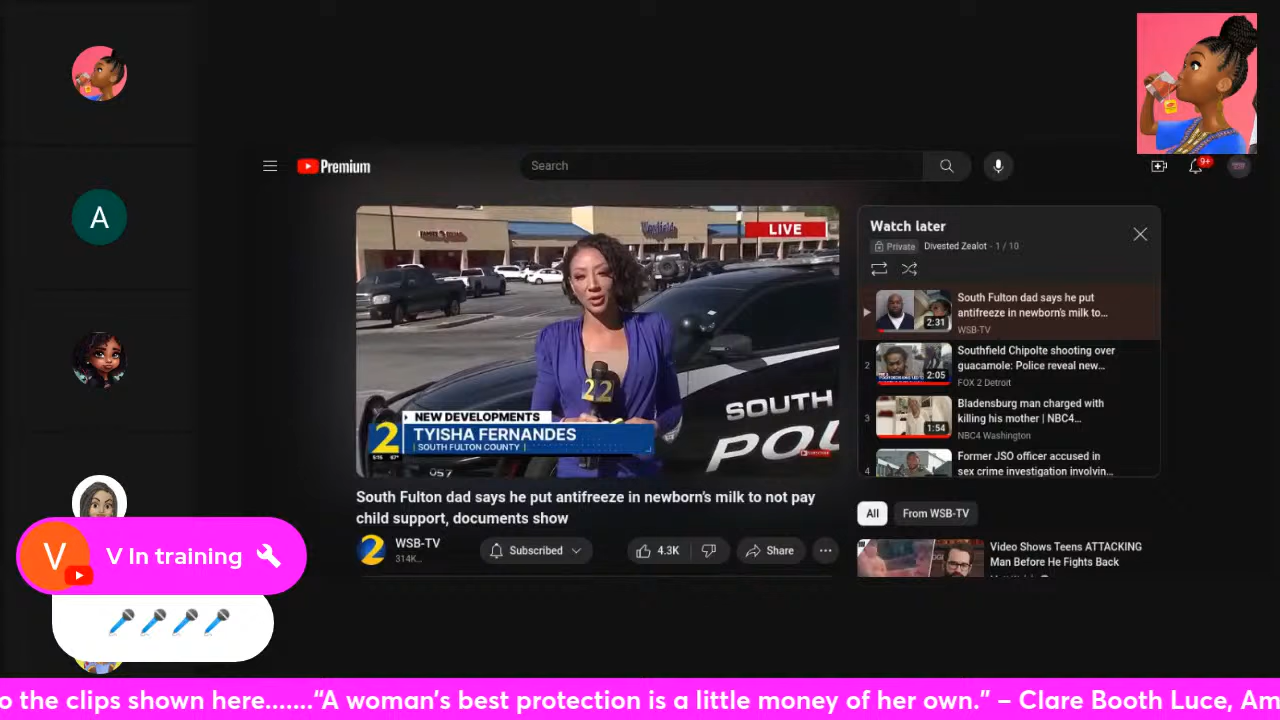 A
Premium
Search
9+
LIVE
22
NEW DEVELOPMENTS
TYISHA FERNANDES
SOUTH FULTON COUNTY
2
SOUTH
POL
South Fulton dad says he put antifreeze in newborn's milk to not pay
child support, documents show
WSB-TV
314K...
Subscribed
4.3K
Share
Watch later
Private
Divested Zealot - 1 / 10
South Fulton dad says he put
antifreeze in newborn's milk to...
WSB-TV
2:31
2
Southfield Chipolte shooting over
guacamole: Police reveal new...
FOX 2 Detroit
2:05
3
Bladensburg man charged with
killing his mother | NBC4...
NBC4 Washington
1:54
4
Former JSO officer accused in
sex crime investigation involvin...
All
From WSB-TV
Video Shows Teens ATTACKING
Man Before He Fights Back
V
V In training
o the clips shown here.......“A woman’s best protection is a little money of her own.” – Clare Booth Luce, Am